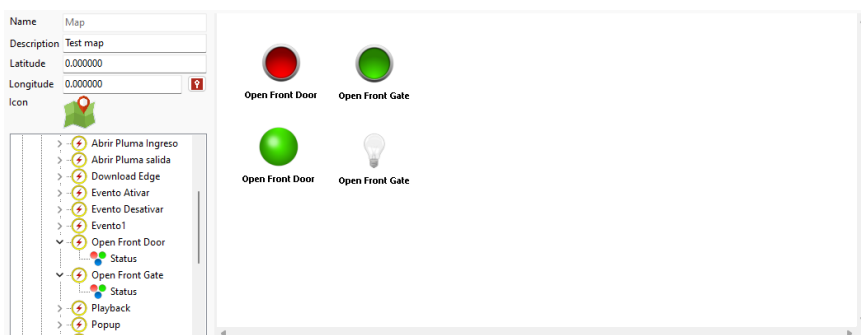 Name Map
Description Test map
Latitude 0.000000
Longitude 0.000000
Icon
Abrir Pluma Ingreso
Abrir Pluma salida
Download Edge
Evento Ativar
Evento Desativar
Evento1
Open Front Door
Status
Open Front Gate
Status
Playback
Popup
Open Front Door Open Front Gate
Open Front Door Open Front Gate